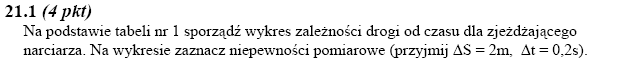 21.1 (4 pkt)
Na podstawie tabeli nr 1 sporządź wykres zależności drogi od czasu dla zjeżdżającego
narciarza. Na wykresie zaznacz niepewności pomiarowe (przyjmij ΔS = 2m, Δt = 0,2s).